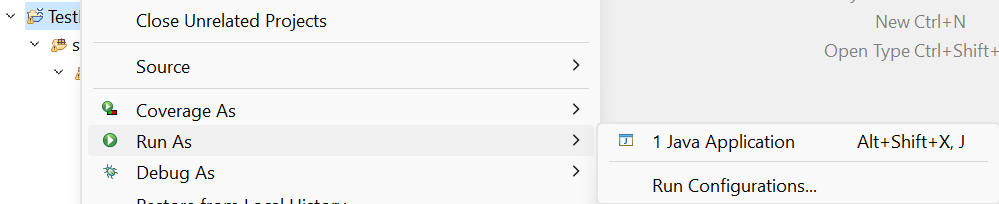 Test
Close Unrelated Projects
New Ctrl+N
s
Open Type Ctrl+Shift+
Source
Coverage As
Run As
1 Java Application Alt+Shift+X, J
Debug As
Run Configurations...
Restore from Local History